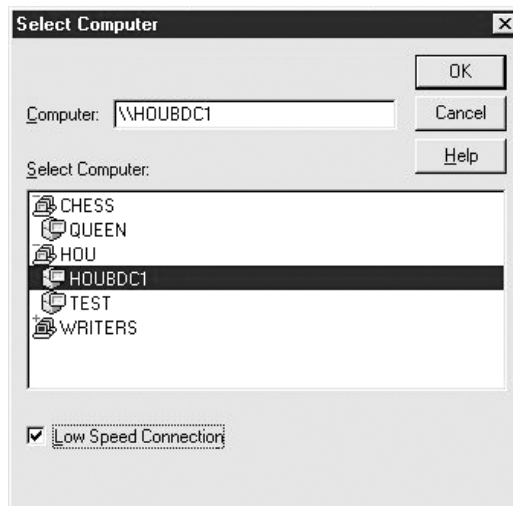 Select Computer
OK
Computer: \\HOUBDC1
Cancel
Help
Select Computer:
CHESS
QUEEN
HOU
HOUBDC1
TEST
WRITERS
Low Speed Connection